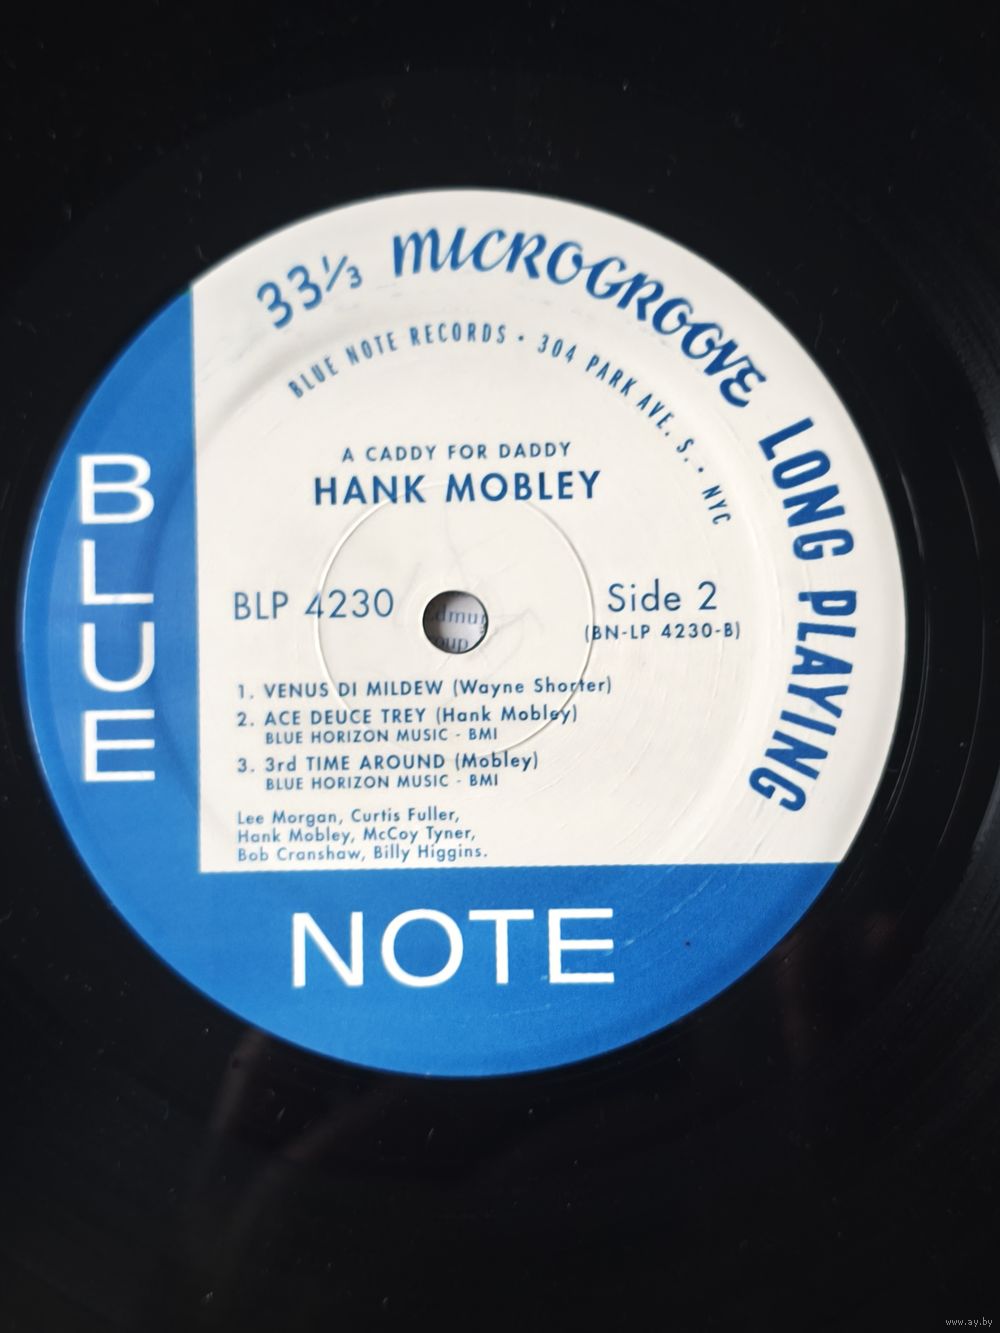 33⅓ MICROGROOVE LONG PLAYING
BLUE NOTE RECORDS • 304 PARK AVE. S. • NYC
A CADDY FOR DADDY
HANK MOBLEY
BLP 4230
Side 2
(BN-LP 4230-B)
1. VENUS DI MILDEW (Wayne Shorter)
2. ACE DEUCE TREY (Hank Mobley)
BLUE HORIZON MUSIC - BMI
3. 3rd TIME AROUND (Mobley)
BLUE HORIZON MUSIC - BMI
Lee Morgan, Curtis Fuller,
Hank Mobley, McCoy Tyner,
Bob Cranshaw, Billy Higgins.
BLUE
NOTE
www.ay.by